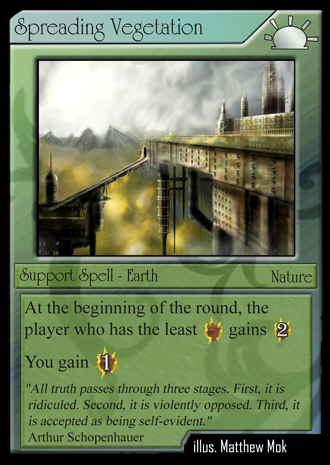 Spreading Vegetation
Support Spell - Earth Nature
At the beginning of the round, the
player who has the least gains 2
You gain 1
"All truth passes through three stages. First, it is
ridiculed. Second, it is violently opposed. Third, it
is accepted as being self-evident."
Arthur Schopenhauer
illus. Matthew Mok